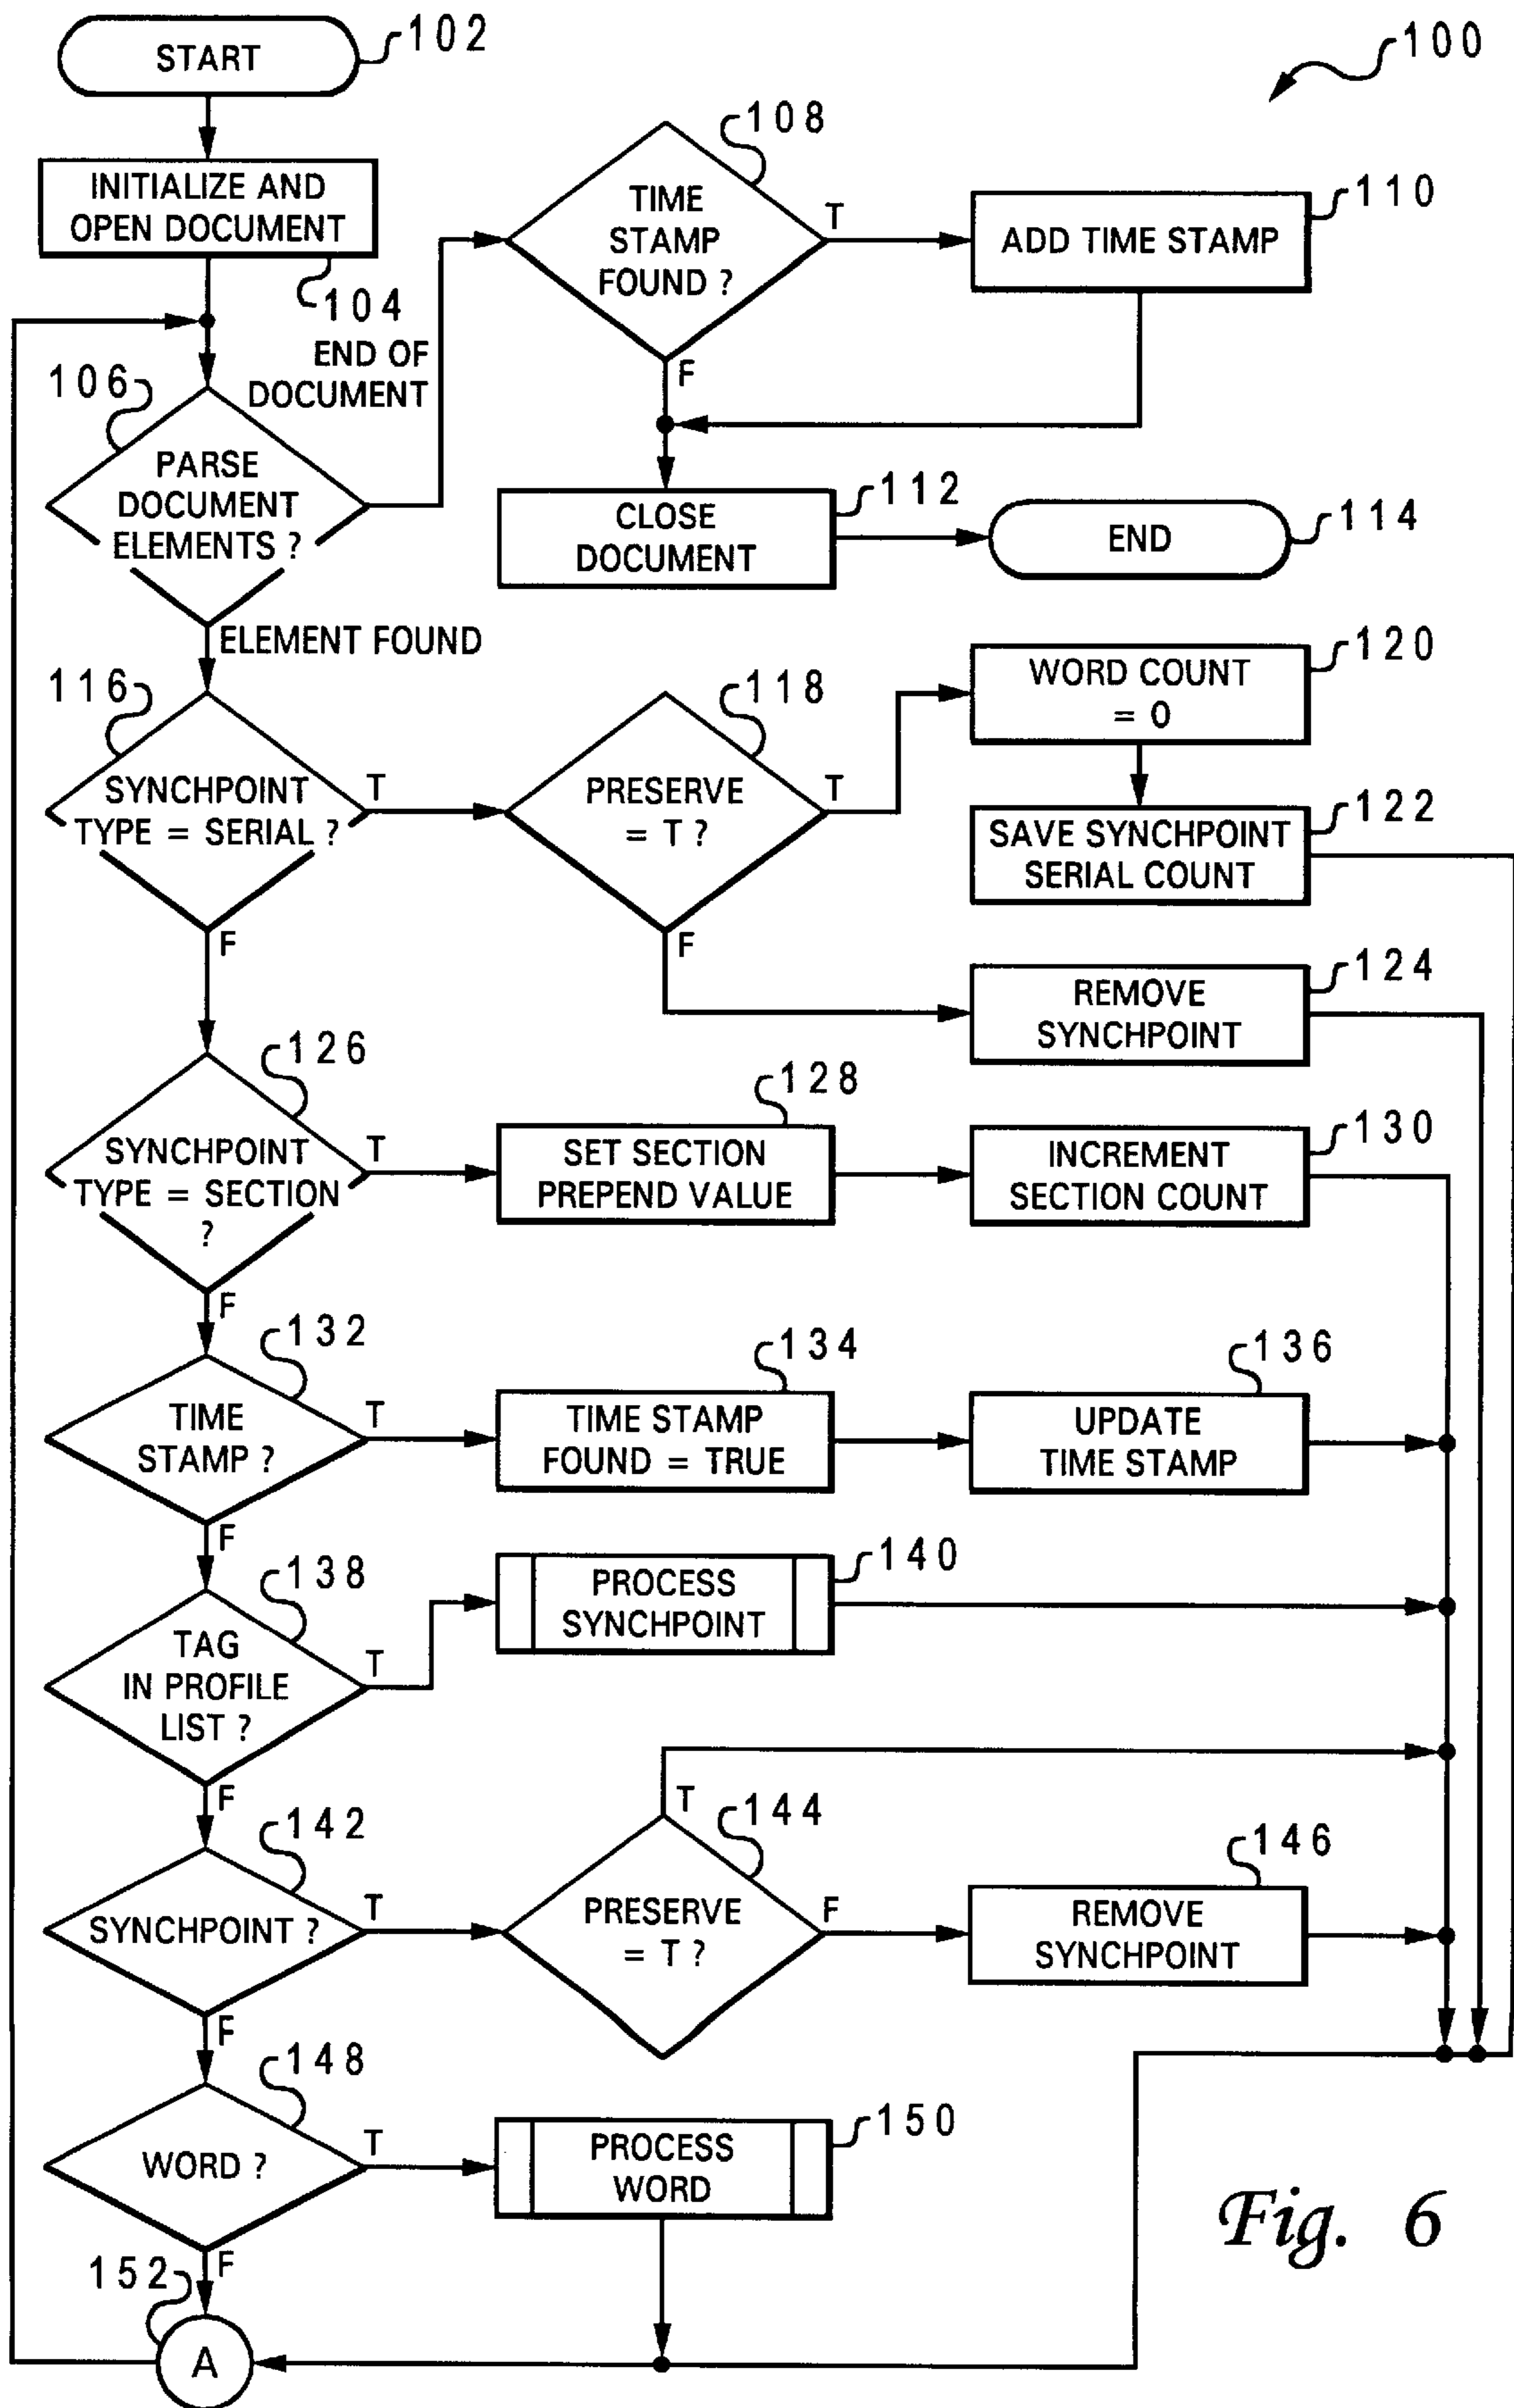 START
102
100
INITIALIZE AND
OPEN DOCUMENT
104
108
TIME
STAMP
FOUND ?
T
F
110
ADD TIME STAMP
END OF
DOCUMENT
106
PARSE
DOCUMENT
ELEMENTS ?
112
CLOSE
DOCUMENT
END
114
ELEMENT FOUND
116
SYNCHPOINT
TYPE = SERIAL ?
T
F
118
PRESERVE
= T ?
T
F
120
WORD COUNT
= 0
122
SAVE SYNCHPOINT
SERIAL COUNT
124
REMOVE
SYNCHPOINT
126
SYNCHPOINT
TYPE = SECTION
?
T
F
128
SET SECTION
PREPEND VALUE
130
INCREMENT
SECTION COUNT
132
TIME
STAMP ?
T
F
134
TIME STAMP
FOUND = TRUE
136
UPDATE
TIME STAMP
138
TAG
IN PROFILE
LIST ?
T
F
140
PROCESS
SYNCHPOINT
142
SYNCHPOINT ?
T
F
144
T
PRESERVE
= T ?
F
146
REMOVE
SYNCHPOINT
148
WORD ?
T
F
150
PROCESS
WORD
152
A
Fig. 6